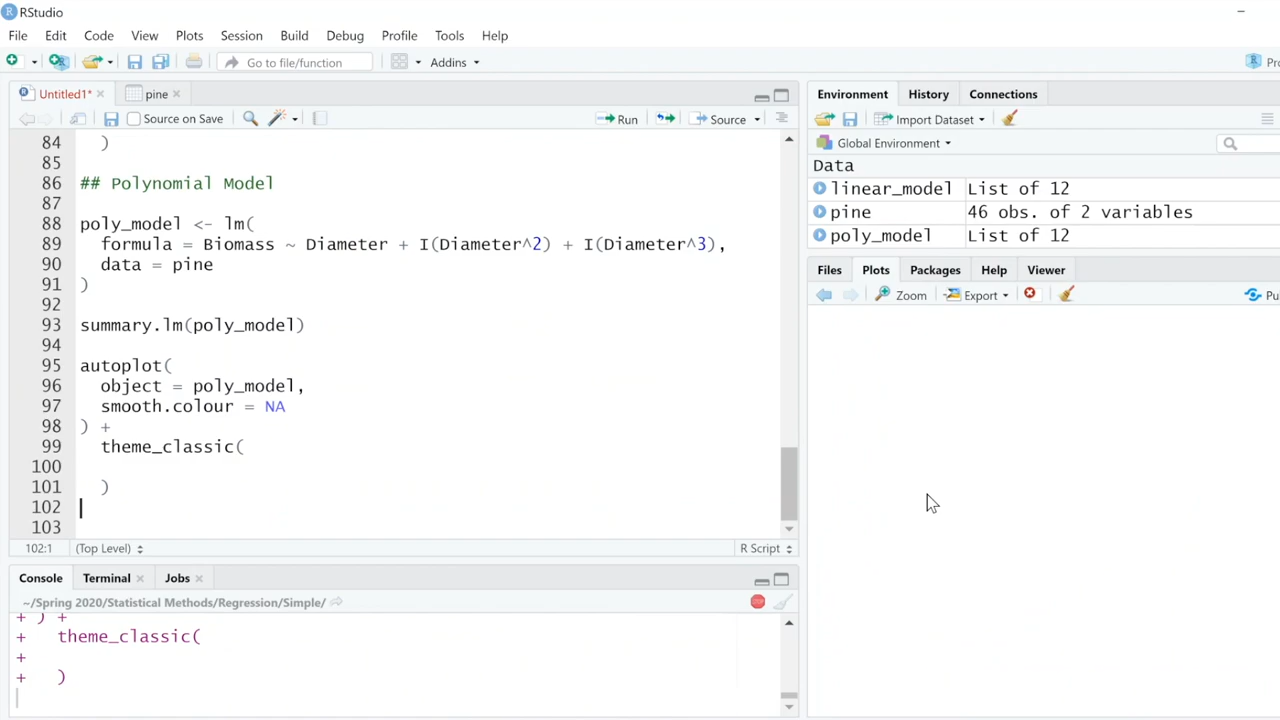 RStudio
File Edit Code View Plots Session Build Debug Profile Tools Help
Go to file/function Addins
Untitled1* pine
Source on Save Run Source
84 )
85
86 ## Polynomial Model
87
88 poly_model <- lm(
89 formula = Biomass ~ Diameter + I(Diameter^2) + I(Diameter^3),
90 data = pine
91 )
92
93 summary.lm(poly_model)
94
95 autoplot(
96 object = poly_model,
97 smooth.colour = NA
98 ) +
99 theme_classic(
100
101 )
102
103
102:1 (Top Level) R Script
Console Terminal Jobs
~/Spring 2020/Statistical Methods/Regression/Simple/
+ ) +
+ theme_classic(
+
+ )
Environment History Connections
Import Dataset
Global Environment
Data
linear_model List of 12
pine 46 obs. of 2 variables
poly_model List of 12
Files Plots Packages Help Viewer
Zoom Export